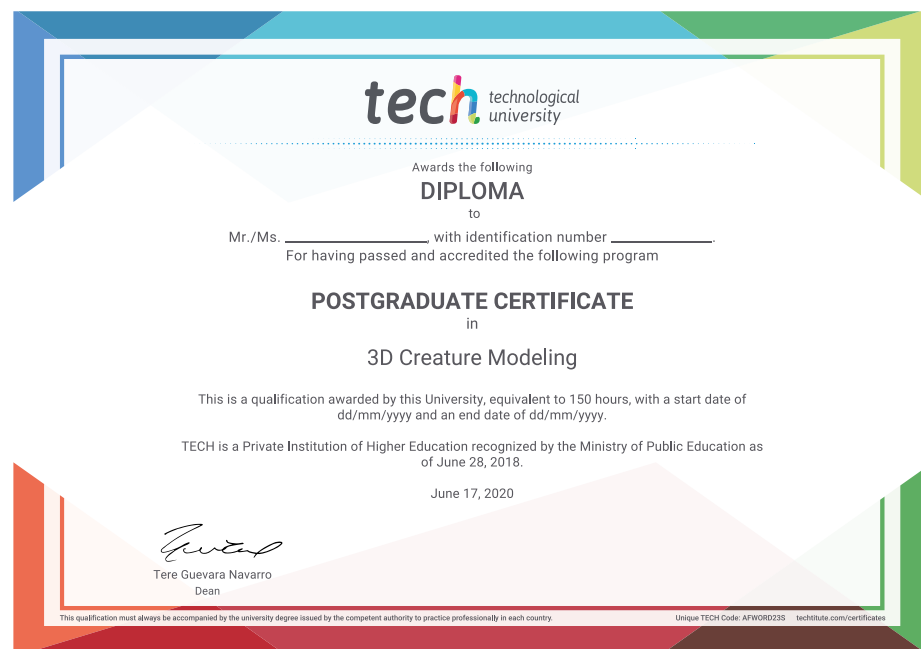 tech technological
university
Awards the following
DIPLOMA
to
Mr./Ms. ____________________, with identification number ______________.
For having passed and accredited the following program
POSTGRADUATE CERTIFICATE
in
3D Creature Modeling
This is a qualification awarded by this University, equivalent to 150 hours, with a start date of
dd/mm/yyyy and an end date of dd/mm/yyyy.
TECH is a Private Institution of Higher Education recognized by the Ministry of Public Education as
of June 28, 2018.
June 17, 2020
Tere Guevara Navarro
Dean
This qualification must always be accompanied by the university degree issued by the competent authority to practice professionally in each country. Unique TECH Code: AFWORD23S techtitute.com/certificates